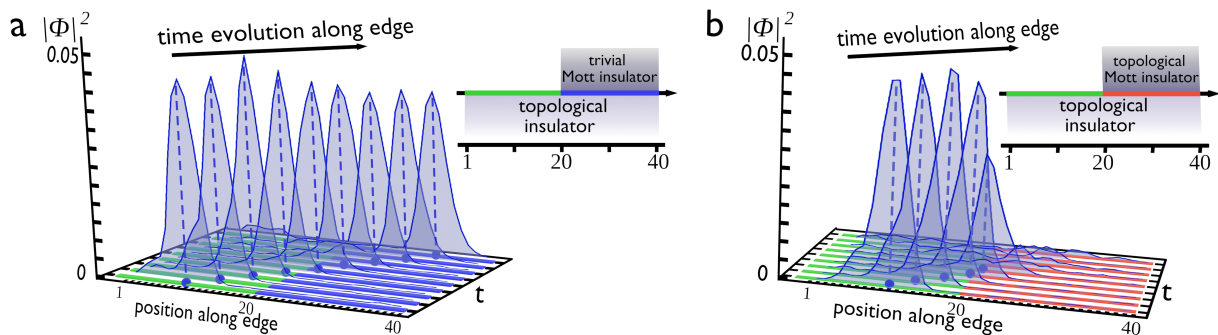 a
|Φ|²
0.05
0
time evolution along edge
trivial
Mott insulator
topological
insulator
1
20
40
1
20
40
position along edge
t
b
|Φ|²
0.05
0
time evolution along edge
topological
Mott insulator
topological
insulator
1
20
40
1
20
40
position along edge
t